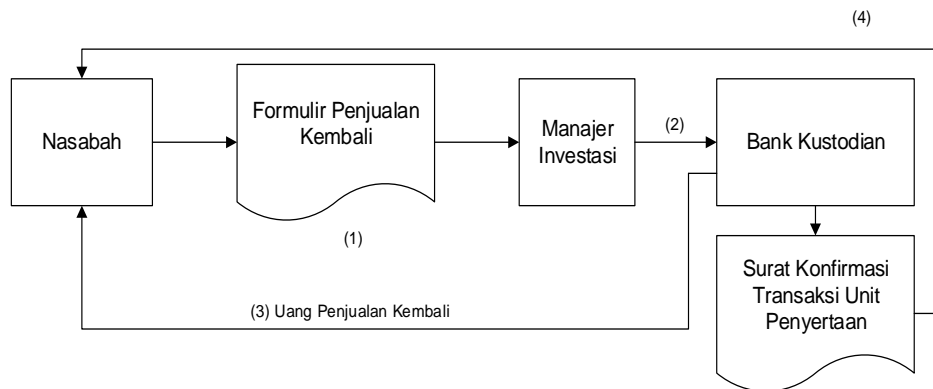 (4)
Nasabah
Formulir Penjualan
Kembali
Manajer
Investasi
(2)
Bank Kustodian
(1)
Surat Konfirmasi
Transaksi Unit
Penyertaan
(3) Uang Penjualan Kembali